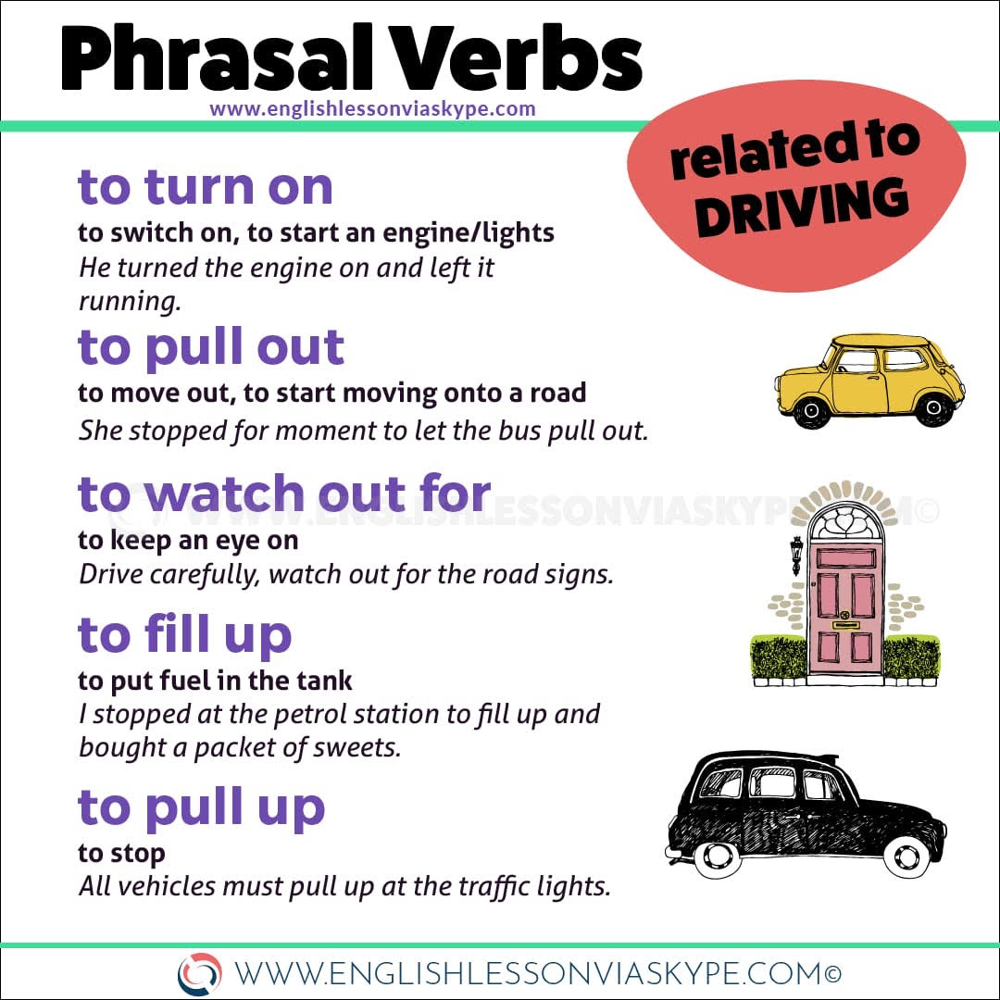 Phrasal Verbs
www.englishlessonviaskype.com
related to
DRIVING
to turn on
to switch on, to start an engine/lights
He turned the engine on and left it
running.
to pull out
to move out, to start moving onto a road
She stopped for moment to let the bus pull out.
to watch out for
WWW.ENGLISHLESSONVIASKYPE.COM©
to keep an eye on
Drive carefully, watch out for the road signs.
to fill up
to put fuel in the tank
I stopped at the petrol station to fill up and
bought a packet of sweets.
to pull up
to stop
All vehicles must pull up at the traffic lights.
WWW.ENGLISHLESSONVIASKYPE.COM©